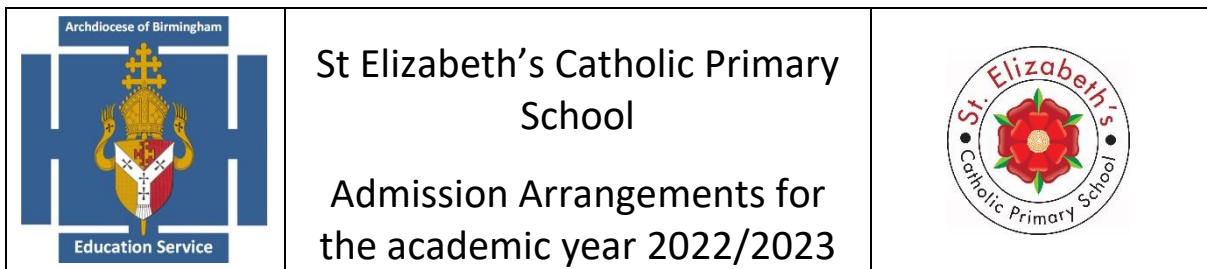 Archdiocese of Birmingham
Education Service
St Elizabeth’s Catholic Primary
School
Admission Arrangements for
the academic year 2022/2023
St. Elizabeth's
Catholic Primary School